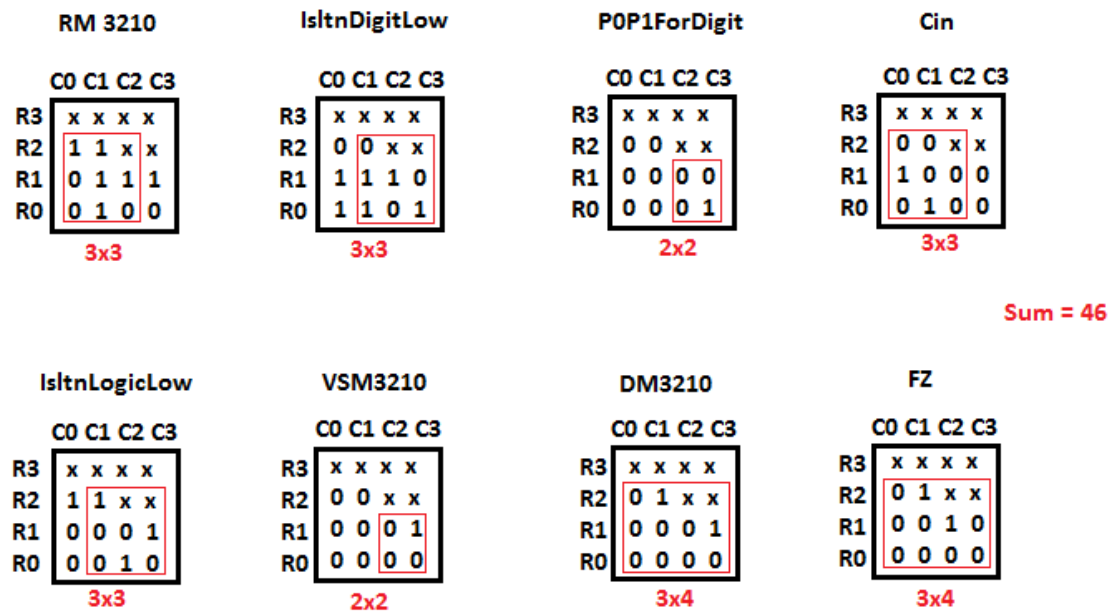 RM 3210 IsltnDigitLow P0P1ForDigit Cin
C0 C1 C2 C3 C0 C1 C2 C3 C0 C1 C2 C3 C0 C1 C2 C3
R3 x x x x R3 x x x x R3 x x x x R3 x x x x
R2 1 1 x x R2 0 0 x x R2 0 0 x x R2 0 0 x x
R1 0 1 1 1 R1 1 1 1 0 R1 0 0 0 0 R1 1 0 0 0
R0 0 1 0 0 R0 1 1 0 1 R0 0 0 0 1 R0 0 1 0 0
3x3 3x3 2x2 3x3
Sum = 46
IsltnLogicLow VSM3210 DM3210 FZ
C0 C1 C2 C3 C0 C1 C2 C3 C0 C1 C2 C3 C0 C1 C2 C3
R3 x x x x R3 x x x x R3 x x x x R3 x x x x
R2 1 1 x x R2 0 0 x x R2 0 1 x x R2 0 1 x x
R1 0 0 0 1 R1 0 0 0 1 R1 0 0 0 1 R1 0 0 1 0
R0 0 0 1 0 R0 0 0 0 0 R0 0 0 0 0 R0 0 0 0 0
3x3 2x2 3x4 3x4